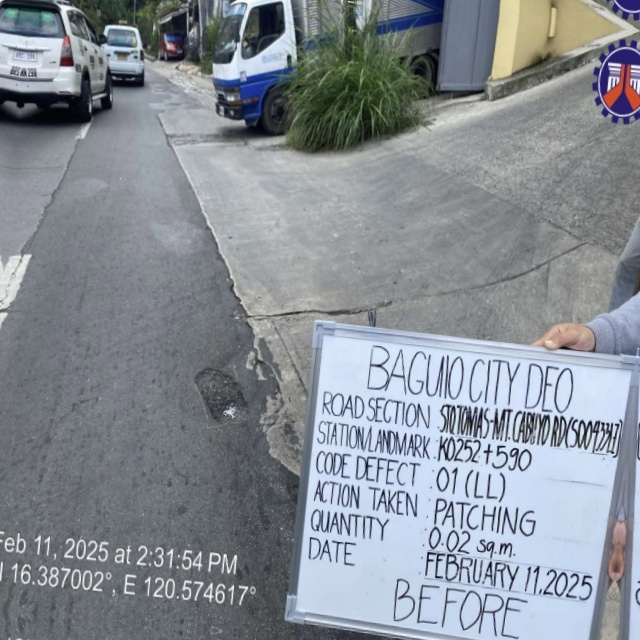 BAGUIO CITY DEO
ROAD SECTION STO TOMAS-MT. CABUYO RD (S00429LZ)
STATION/LANDMARK : K0252+590
CODE DEFECT : 01 (LL)
ACTION TAKEN : PATCHING
QUANTITY : 0.02 sq.m.
DATE : FEBRUARY 11, 2025
BEFORE
Feb 11, 2025 at 2:31:54 PM
N 16.387002°, E 120.574617°